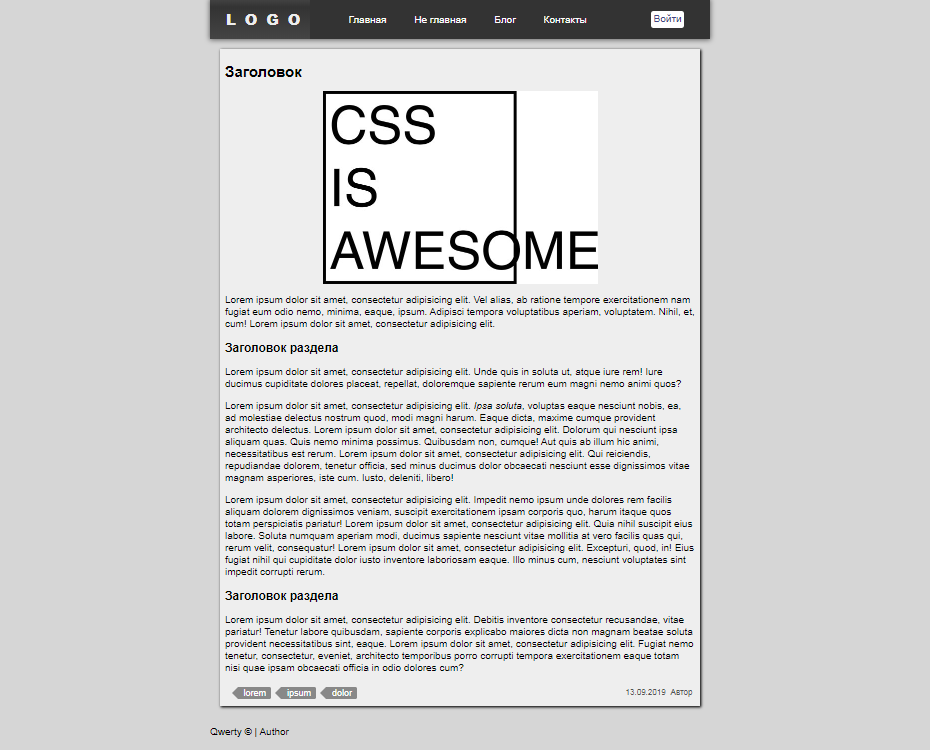 LOGO Главная Не главная Блог Контакты Войти
Заголовок
CSS
IS
AWESOME
Lorem ipsum dolor sit amet, consectetur adipisicing elit. Vel alias, ab ratione tempore exercitationem nam
fugiat eum odio nemo, minima, eaque, ipsum. Adipisci tempora voluptatibus aperiam, voluptatem. Nihil, et,
cum! Lorem ipsum dolor sit amet, consectetur adipisicing elit.
Заголовок раздела
Lorem ipsum dolor sit amet, consectetur adipisicing elit. Unde quis in soluta ut, atque iure rem! Iure
ducimus cupiditate dolores placeat, repellat, doloremque sapiente rerum eum magni nemo animi quos?
Lorem ipsum dolor sit amet, consectetur adipisicing elit. Ipsa soluta, voluptas eaque nesciunt nobis, ea,
ad molestiae delectus nostrum quod, modi magni harum. Eaque dicta, maxime cumque provident
architecto delectus. Lorem ipsum dolor sit amet, consectetur adipisicing elit. Dolorum qui nesciunt ipsa
aliquam quas. Quis nemo minima possimus. Quibusdam non, cumque! Aut quis ab illum hic animi,
necessitatibus est rerum. Lorem ipsum dolor sit amet, consectetur adipisicing elit. Qui reiciendis,
repudiandae dolorem, tenetur officia, sed minus ducimus dolor obcaecati nesciunt esse dignissimos vitae
magnam asperiores, iste cum. Iusto, deleniti, libero!
Lorem ipsum dolor sit amet, consectetur adipisicing elit. Impedit nemo ipsum unde dolores rem facilis
aliquam dolorem dignissimos veniam, suscipit exercitationem ipsam corporis quo, harum itaque quos
totam perspiciatis pariatur! Lorem ipsum dolor sit amet, consectetur adipisicing elit. Quia nihil suscipit eius
labore. Soluta numquam aperiam modi, ducimus sapiente nesciunt vitae mollitia at vero facilis quas qui,
rerum velit, consequatur! Lorem ipsum dolor sit amet, consectetur adipisicing elit. Excepturi, quod, in! Eius
fugiat nihil qui cupiditate dolor iusto inventore laboriosam eaque. Illo minus cum, nesciunt voluptates sint
impedit corrupti rerum.
Заголовок раздела
Lorem ipsum dolor sit amet, consectetur adipisicing elit. Debitis inventore consectetur recusandae, vitae
pariatur! Tenetur labore quibusdam, sapiente corporis explicabo maiores dicta non magnam beatae soluta
provident necessitatibus sint, eaque. Lorem ipsum dolor sit amet, consectetur adipisicing elit. Fugiat nemo
tenetur, consectetur, eveniet, architecto temporibus porro corrupti tempora exercitationem eaque totam
nisi quae ipsam obcaecati officia in odio dolores cum?
lorem ipsum dolor 13.09.2019 Автор
Qwerty © | Author